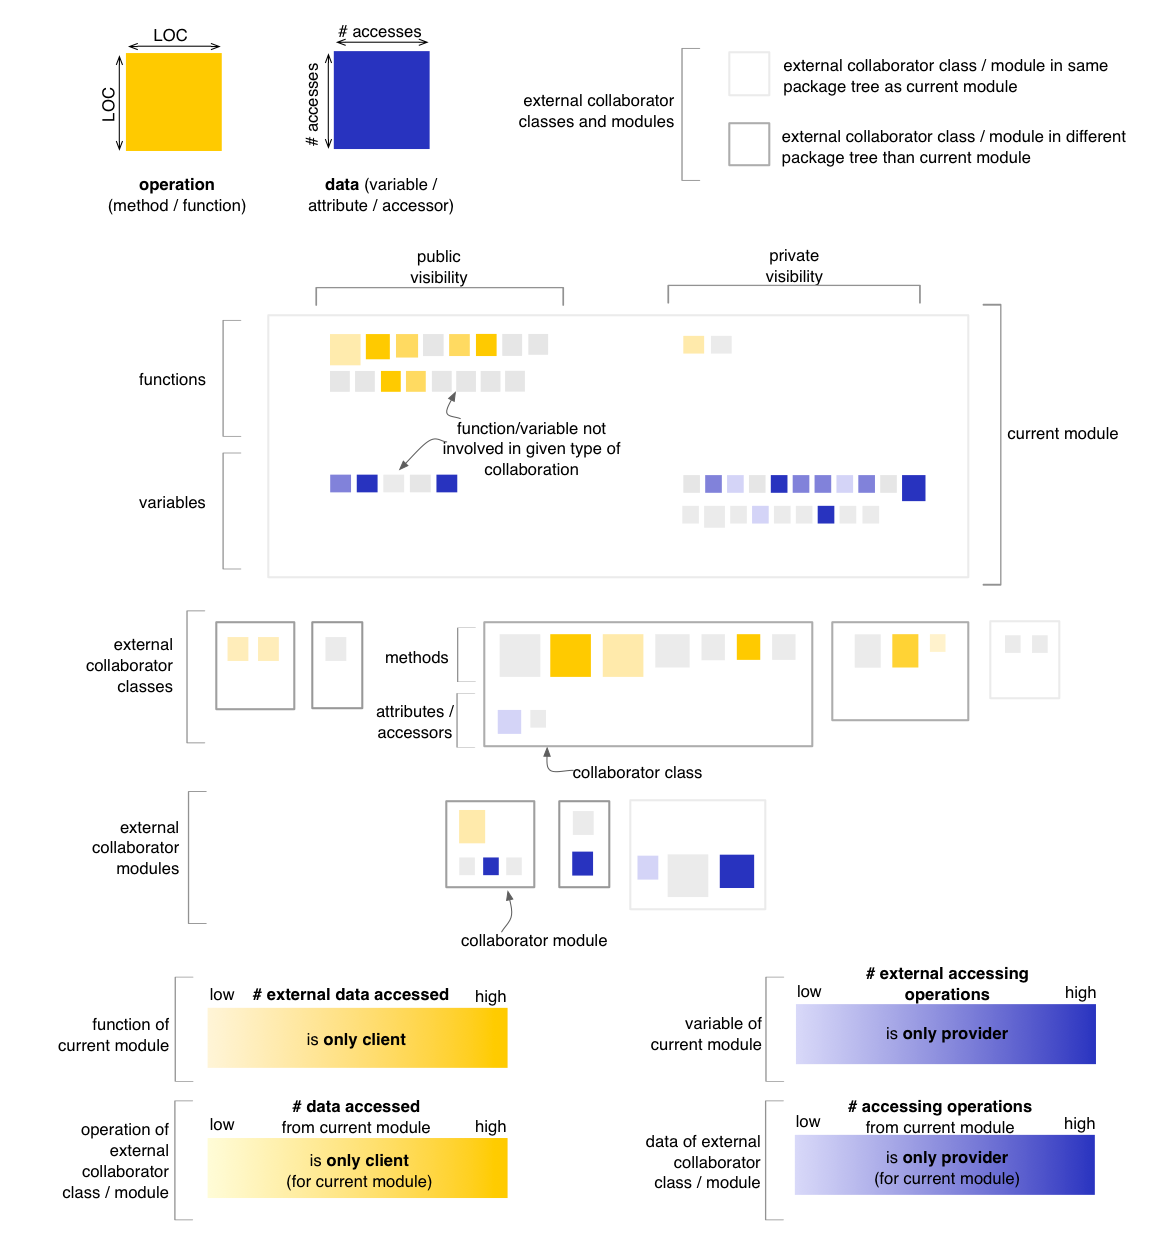 LOC
LOC
operation
(method / function)
# accesses
# accesses
data (variable /
attribute / accessor)
external collaborator
classes and modules
external collaborator class / module in same
package tree as current module
external collaborator class / module in different
package tree than current module
public
visibility
private
visibility
functions
function/variable not
involved in given type of
collaboration
current module
variables
external
collaborator
classes
methods
attributes /
accessors
collaborator class
external
collaborator
modules
collaborator module
function of
current module
low
# external data accessed
high
is only client
variable of
current module
low
# external accessing
operations
high
is only provider
operation of
external
collaborator
class / module
low
# data accessed
from current module
high
is only client
(for current module)
data of external
collaborator
class / module
low
# accessing operations
from current module
high
is only provider
(for current module)